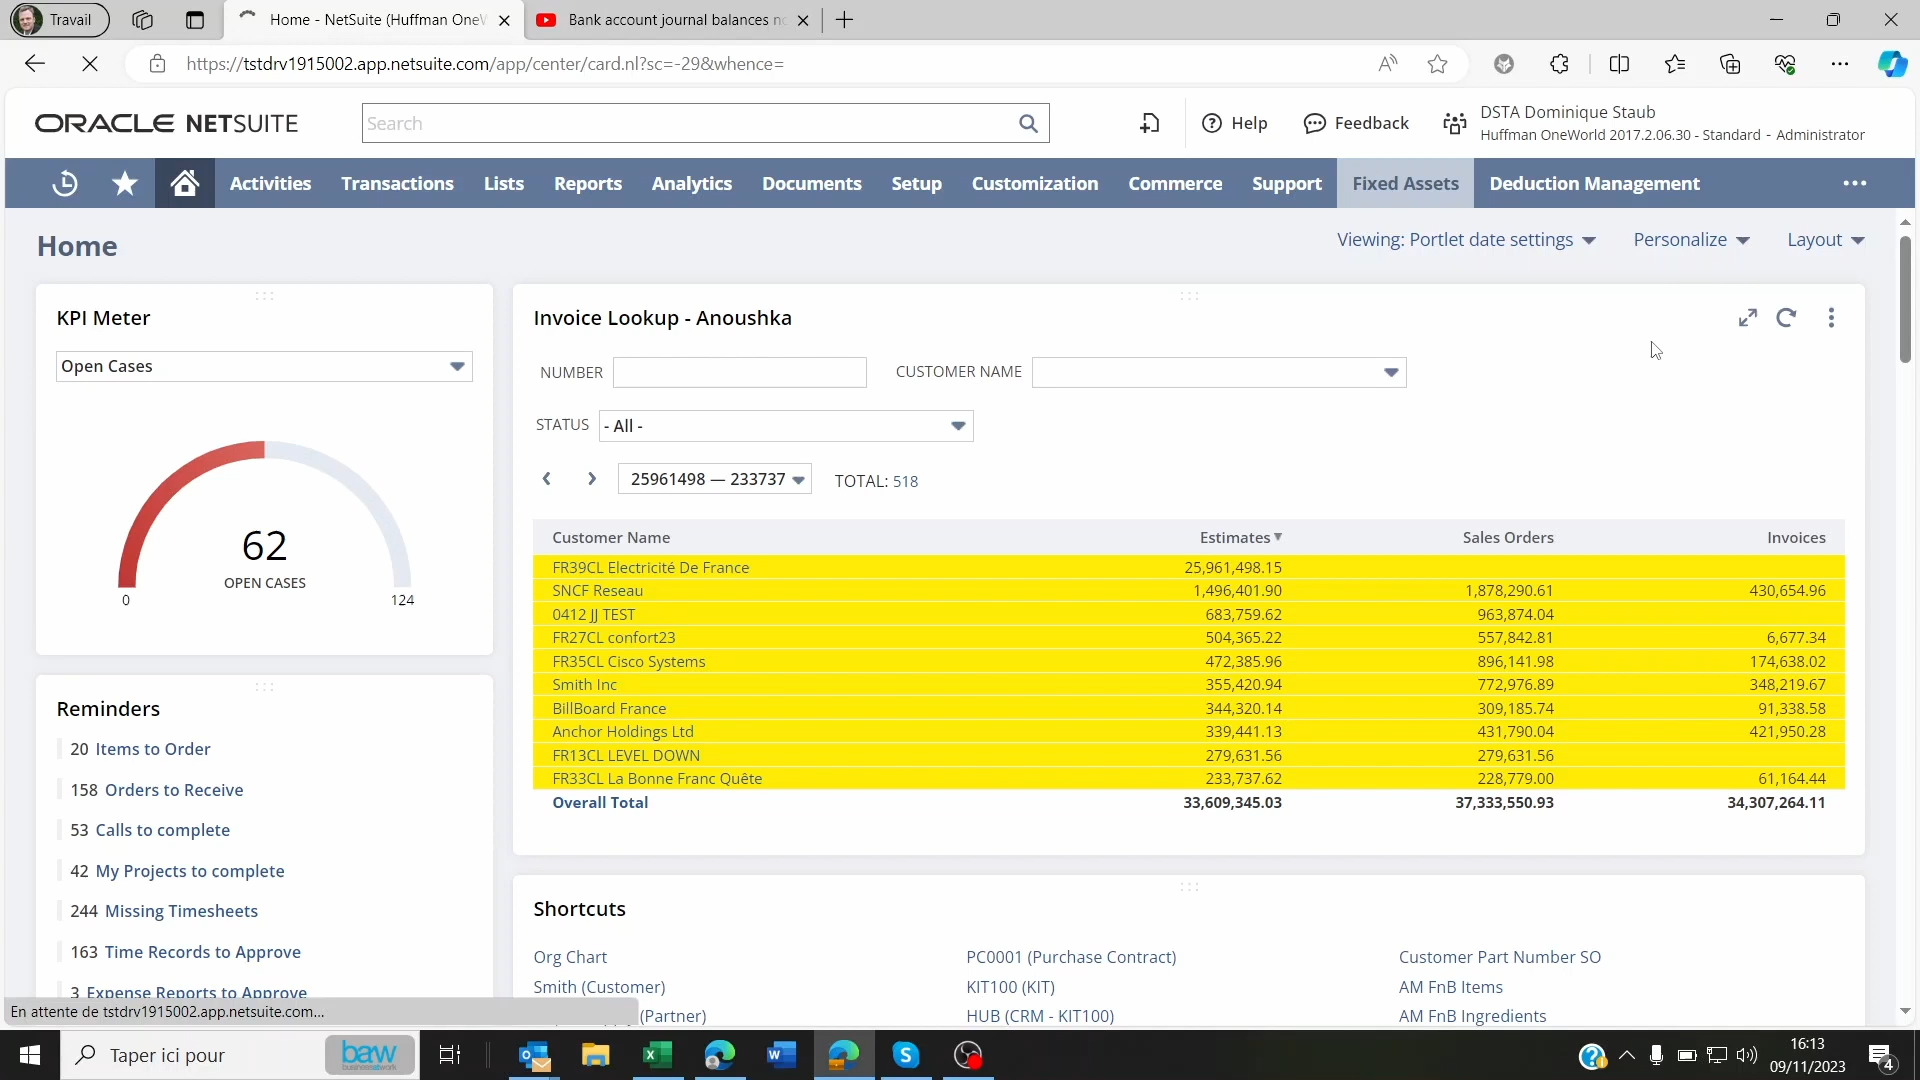 Travail
Home - NetSuite (Huffman OneW
Bank account journal balances n
https://tstdrv1915002.app.netsuite.com/app/center/card.nl?sc=-29&whence=
ORACLE NETSUITE
Search
Help
Feedback
DSTA Dominique Staub
Huffman OneWorld 2017.2.06.30 - Standard - Administrator
Activities
Transactions
Lists
Reports
Analytics
Documents
Setup
Customization
Commerce
Support
Fixed Assets
Deduction Management
Home
Viewing: Portlet date settings
Personalize
Layout
KPI Meter
Open Cases
62
OPEN CASES
0
124
Invoice Lookup - Anoushka
NUMBER
CUSTOMER NAME
STATUS
- All -
25961498 — 233737
TOTAL: 518
Customer Name Estimates Sales Orders Invoices
FR39CL Electricité De France 25,961,498.15
SNCF Reseau 1,496,401.90 1,878,290.61 430,654.96
0412 JJ TEST 683,759.62 963,874.04
FR27CL confort23 504,365.22 557,842.81 6,677.34
FR35CL Cisco Systems 472,385.96 896,141.98 174,638.02
Smith Inc 355,420.94 772,976.89 348,219.67
BillBoard France 344,320.14 309,185.74 91,338.58
Anchor Holdings Ltd 339,441.13 431,790.04 421,950.28
FR13CL LEVEL DOWN 279,631.56 279,631.56
FR33CL La Bonne Franc Quête 233,737.62 228,779.00 61,164.44
Overall Total 33,609,345.03 37,333,550.93 34,307,264.11
Reminders
20 Items to Order
158 Orders to Receive
53 Calls to complete
42 My Projects to complete
244 Missing Timesheets
163 Time Records to Approve
3 Expense Reports to Approve
Shortcuts
Org Chart
PC0001 (Purchase Contract)
Customer Part Number SO
Smith (Customer)
KIT100 (KIT)
AM FnB Items
(Partner)
HUB (CRM - KIT100)
AM FnB Ingredients
En attente de tstdrv1915002.app.netsuite.com...
Taper ici pour
baw
16:13
09/11/2023
4